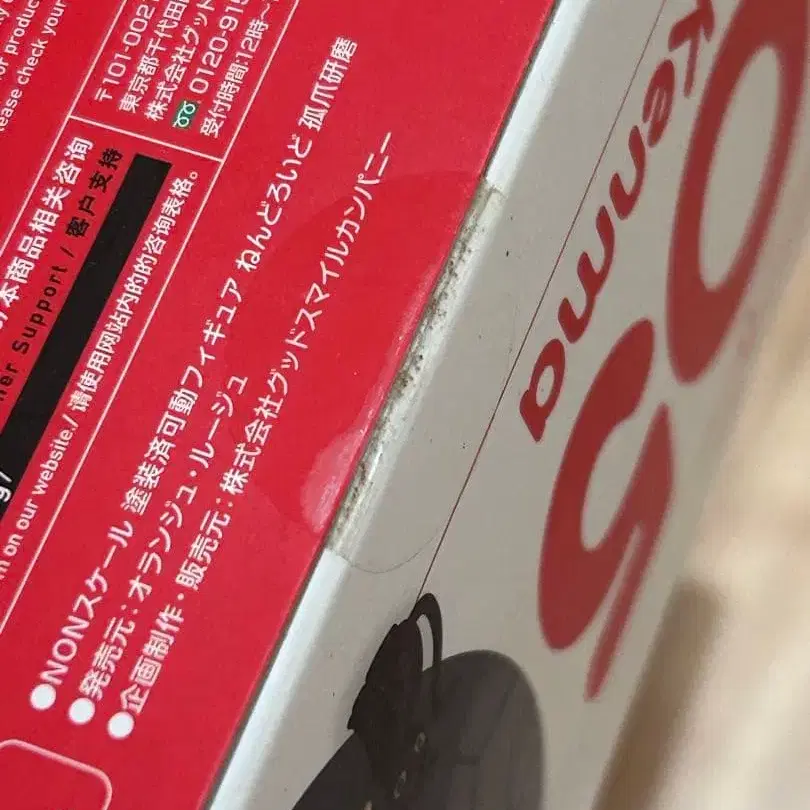 or produc
lease check your
〒101-002
東京都千代田
株式会社グッド
0120-91
受付時間:12時~
本商品相关咨询
her Support / 客户支持
g/
on our website./ 请使用网站内的的咨询表格。
●NONスケール 塗装済可動フィギュア ねんどろいど 孤爪研磨
●発売元:オランジュ・ルージュ
●企画制作・販売元:株式会社グッドスマイルカンパニー
Kenma